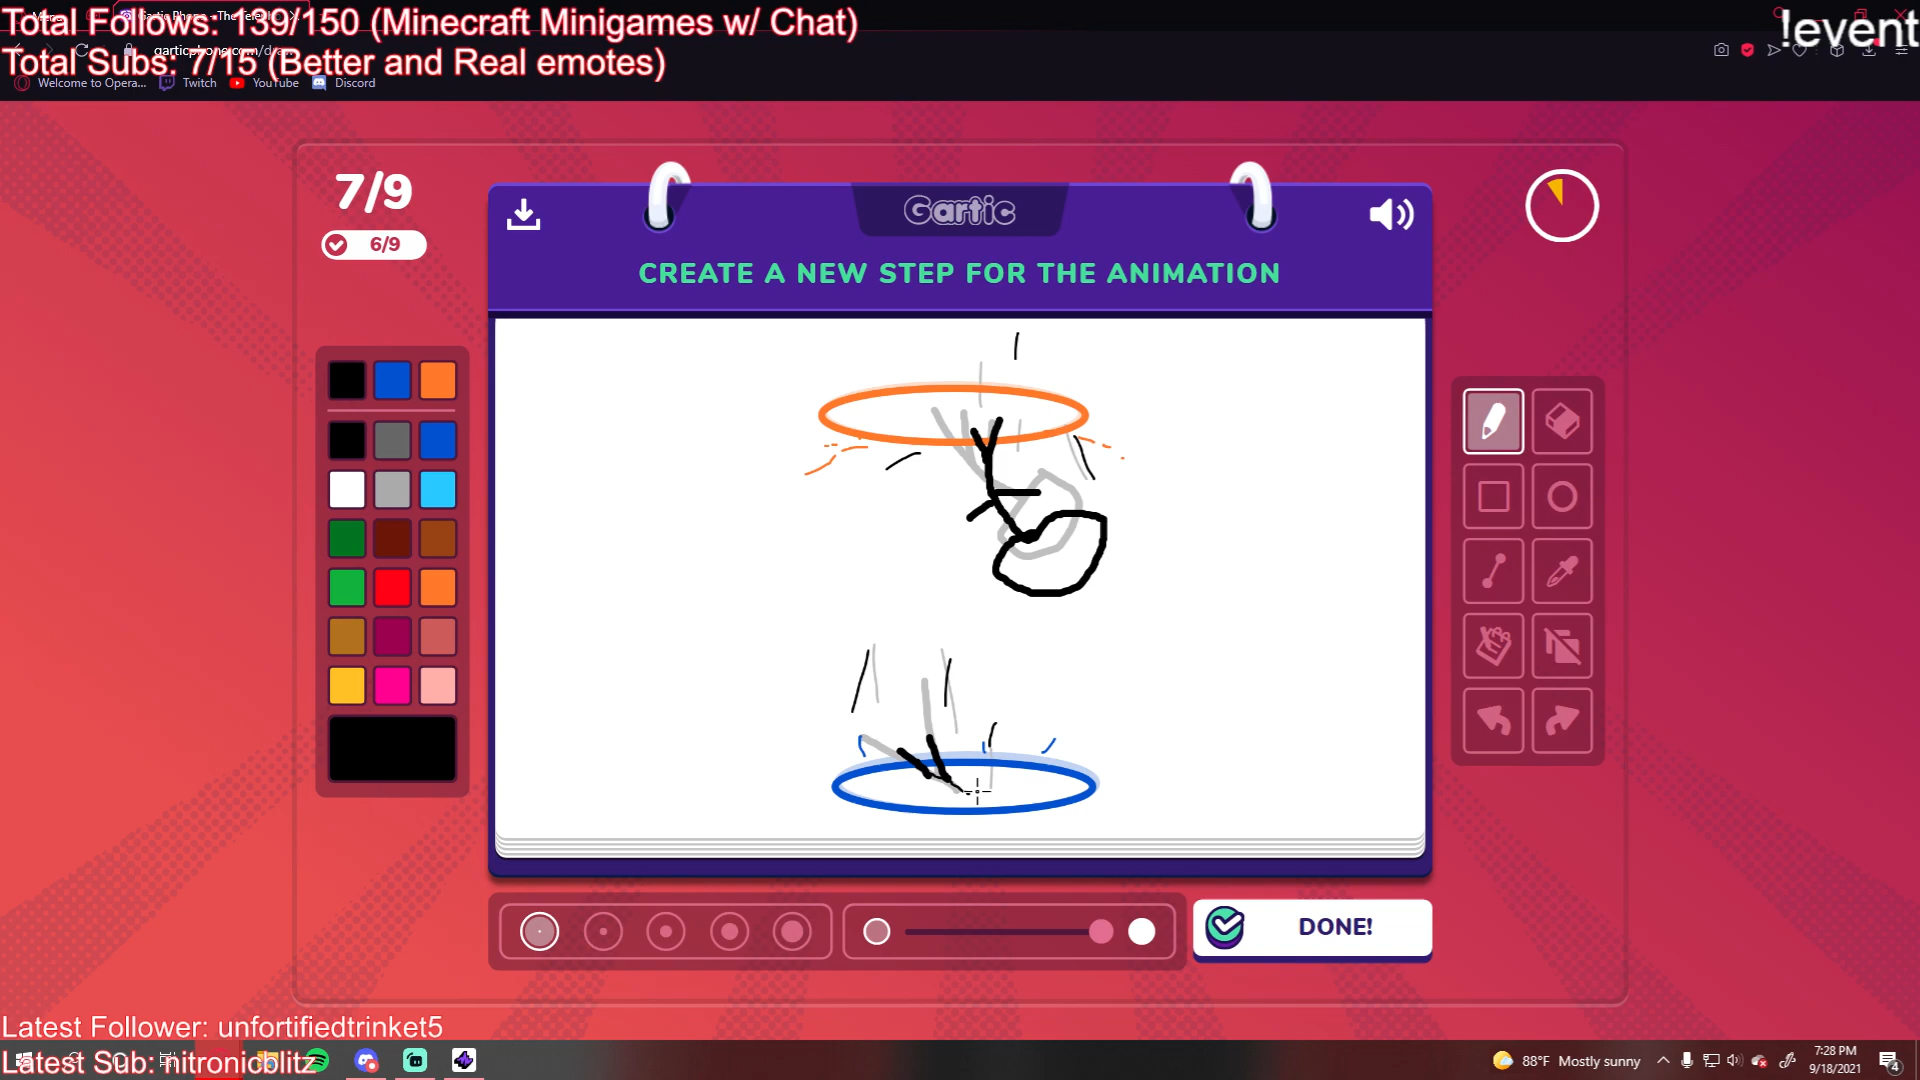 Total Follows: 139/150 (Minecraft Minigames w/ Chat)
!event
Total Subs: 7/15 (Better and Real emotes)
Welcome to Opera...
Twitch
YouTube
Discord
7/9
6/9
Gartic
CREATE A NEW STEP FOR THE ANIMATION
DONE!
Latest Follower: unfortifiedtrinket5
Latest Sub: nitronicblitz
88°F Mostly sunny
7:28 PM
9/18/2021
4